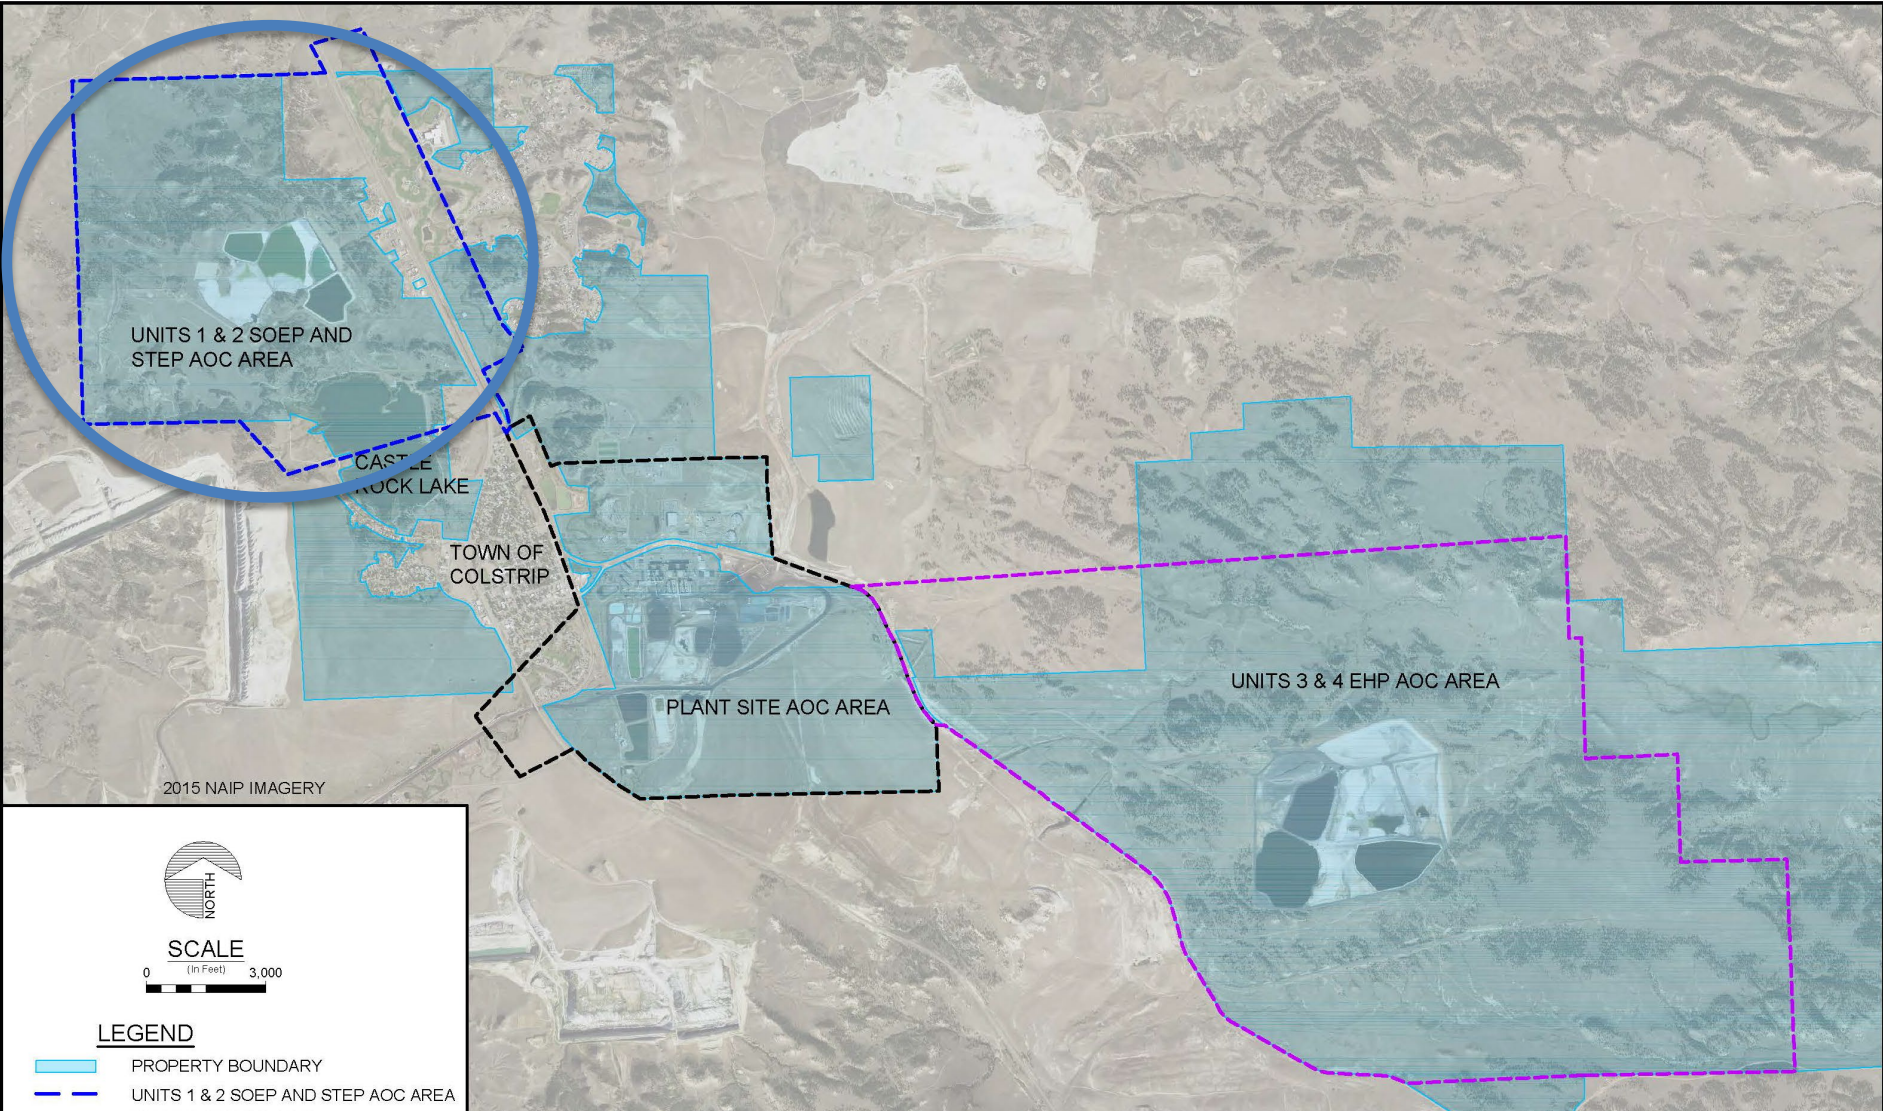 UNITS 1 & 2 SOEP AND
STEP AOC AREA
CASTLE
ROCK LAKE
TOWN OF
COLSTRIP
UNITS 3 & 4 EHP AOC AREA
PLANT SITE AOC AREA
2015 NAIP IMAGERY
NORTH
SCALE
(In Feet)
0 3,000
LEGEND
PROPERTY BOUNDARY
UNITS 1 & 2 SOEP AND STEP AOC AREA